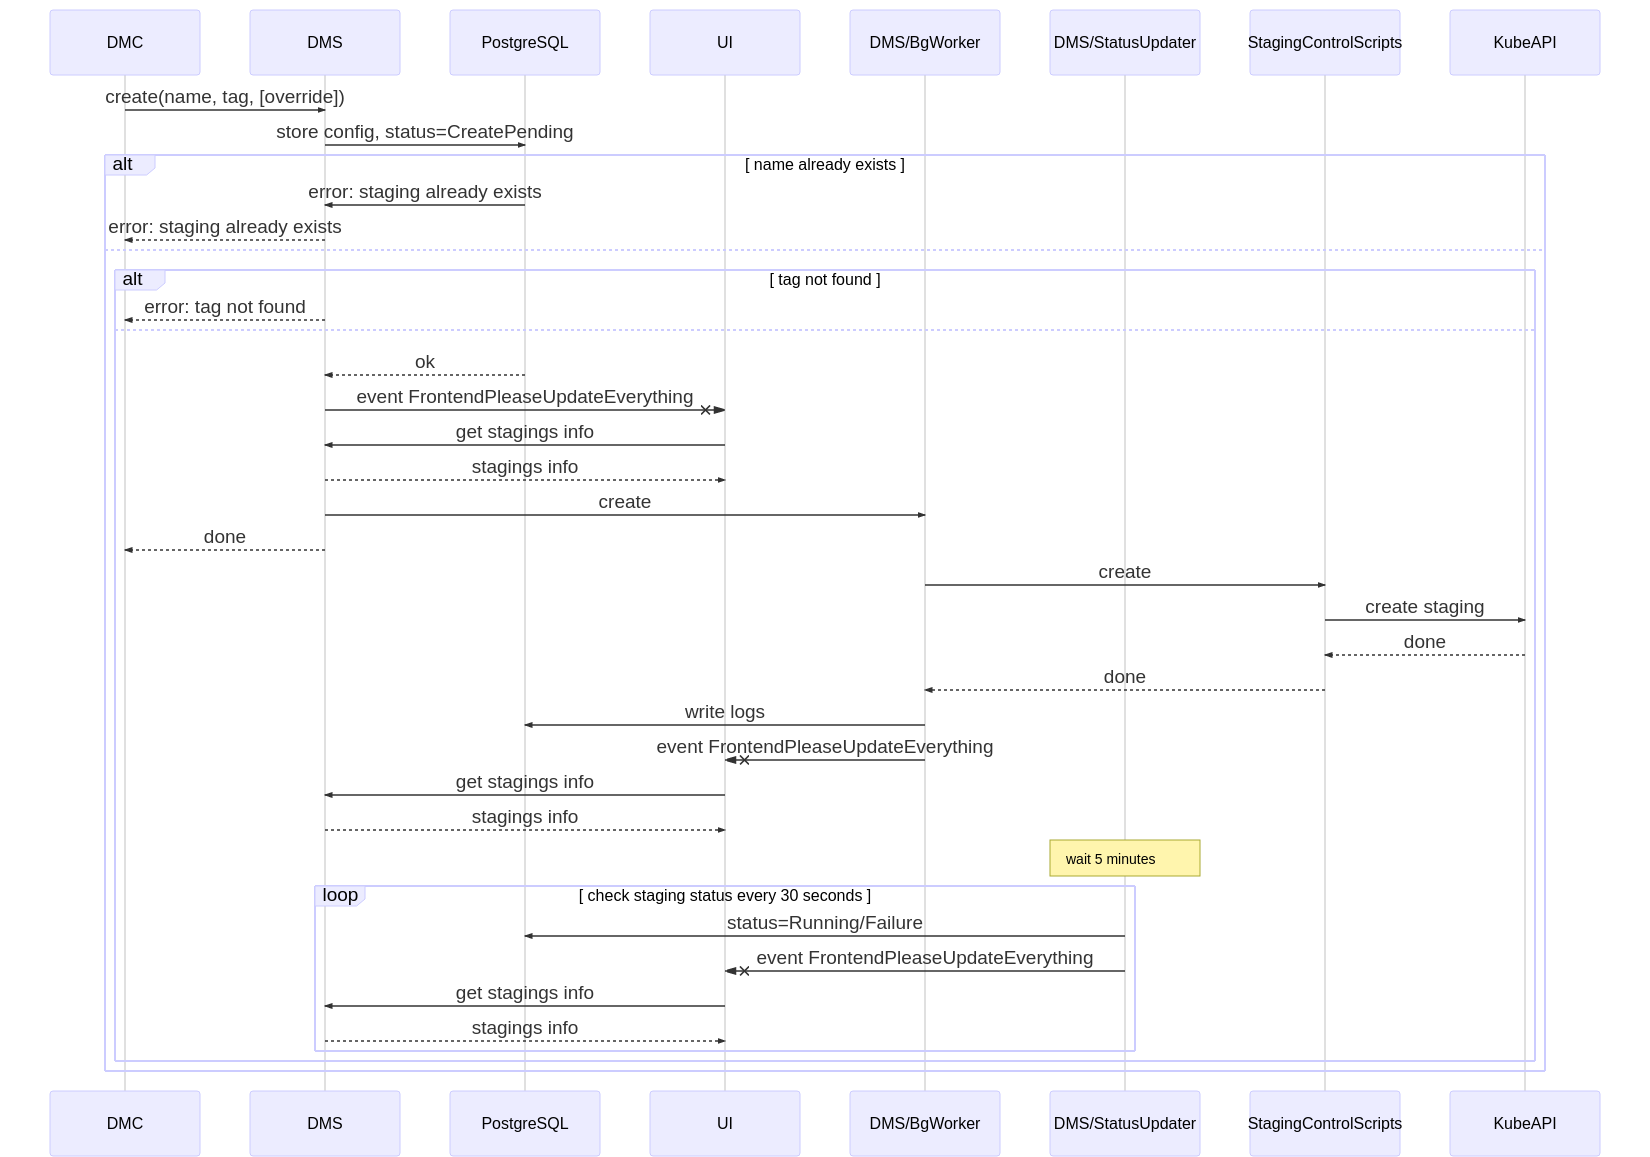 DMC
DMS
PostgreSQL
UI
DMS/BgWorker
DMS/StatusUpdater
StagingControlScripts
KubeAPI
create(name, tag, [override])
store config, status=CreatePending
alt
[ name already exists ]
error: staging already exists
error: staging already exists
alt
[ tag not found ]
error: tag not found
ok
event FrontendPleaseUpdateEverything
get stagings info
stagings info
create
done
create
create staging
done
done
write logs
event FrontendPleaseUpdateEverything
get stagings info
stagings info
wait 5 minutes
loop
[ check staging status every 30 seconds ]
status=Running/Failure
event FrontendPleaseUpdateEverything
get stagings info
stagings info
DMC
DMS
PostgreSQL
UI
DMS/BgWorker
DMS/StatusUpdater
StagingControlScripts
KubeAPI